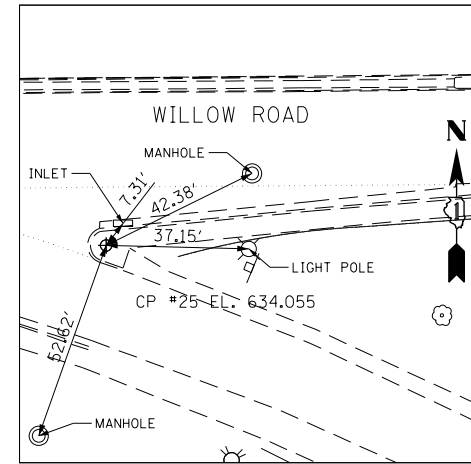 WILLOW ROAD
N
MANHOLE
INLET
7.31'
42.38'
37.15'
LIGHT POLE
CP #25 EL. 634.055
52.62'
MANHOLE